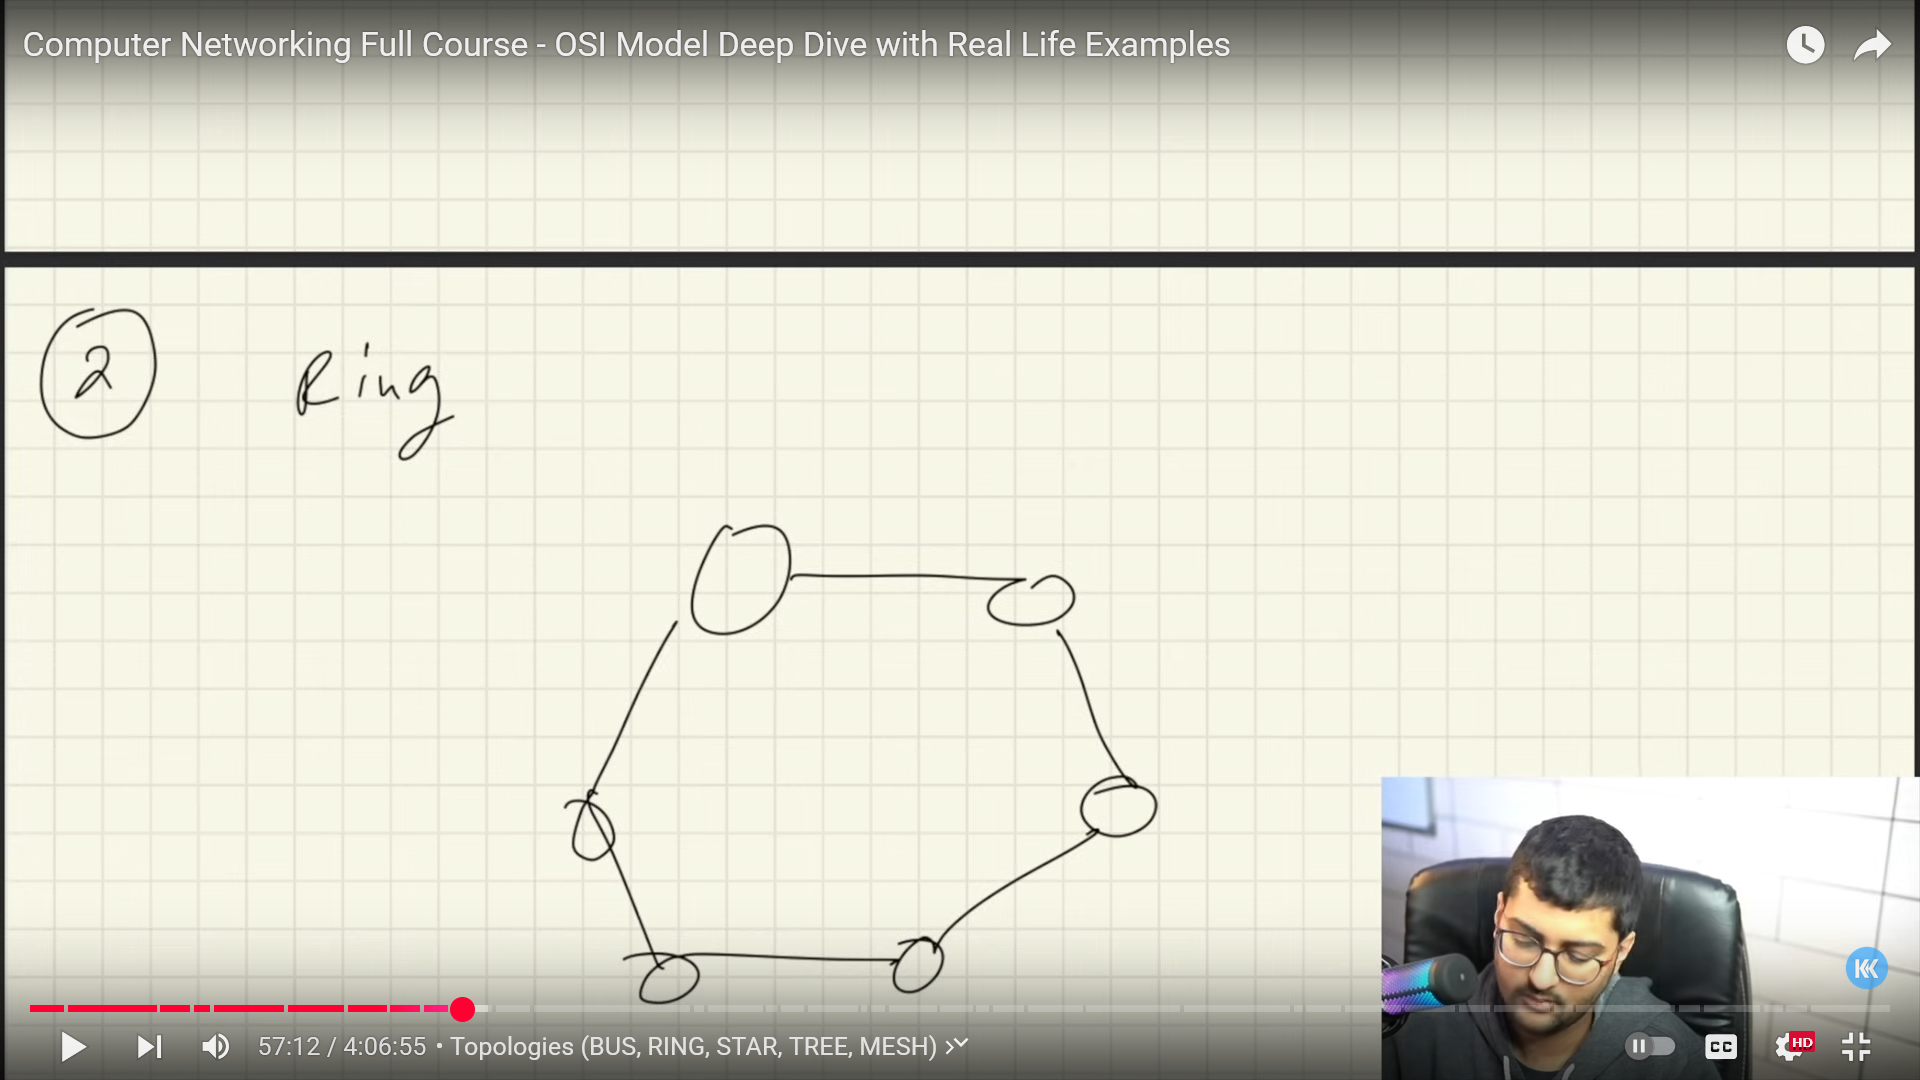 Computer Networking Full Course - OSI Model Deep Dive with Real Life Examples
2 Ring
57:12 / 4:06:55 • Topologies (BUS, RING, STAR, TREE, MESH)
CC HD